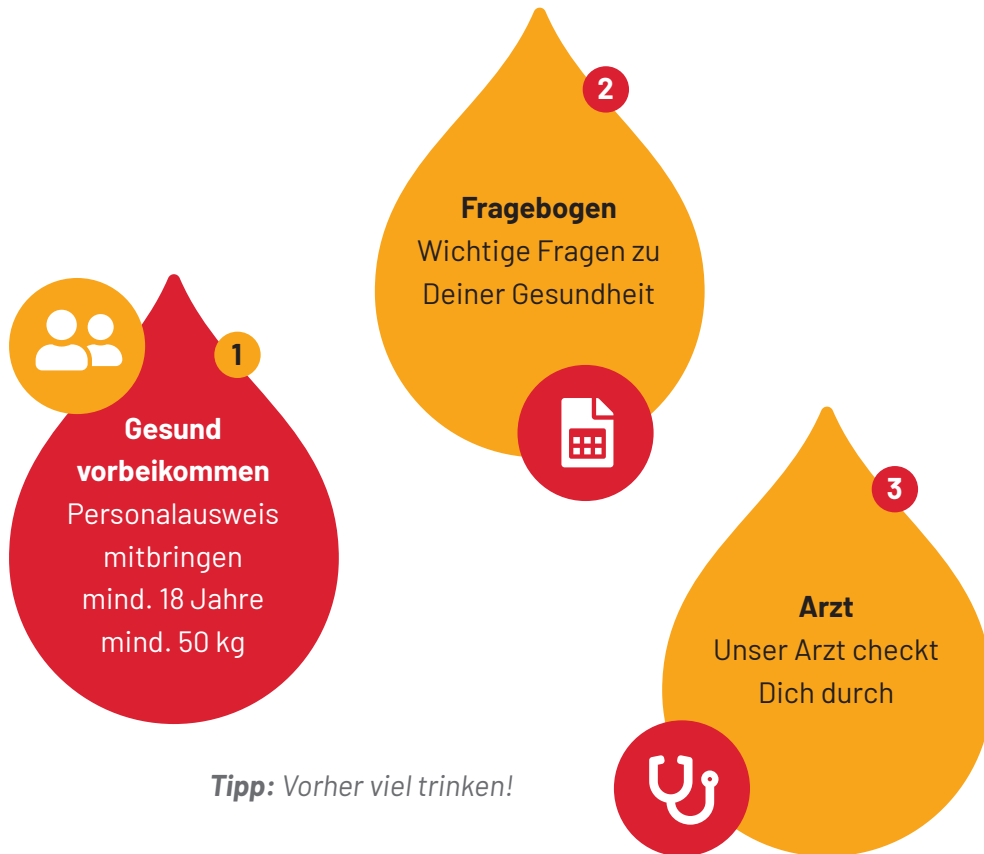 1
Gesund
vorbeikommen
Personalausweis
mitbringen
mind. 18 Jahre
mind. 50 kg
2
Fragebogen
Wichtige Fragen zu
Deiner Gesundheit
3
Arzt
Unser Arzt checkt
Dich durch
Tipp: Vorher viel trinken!